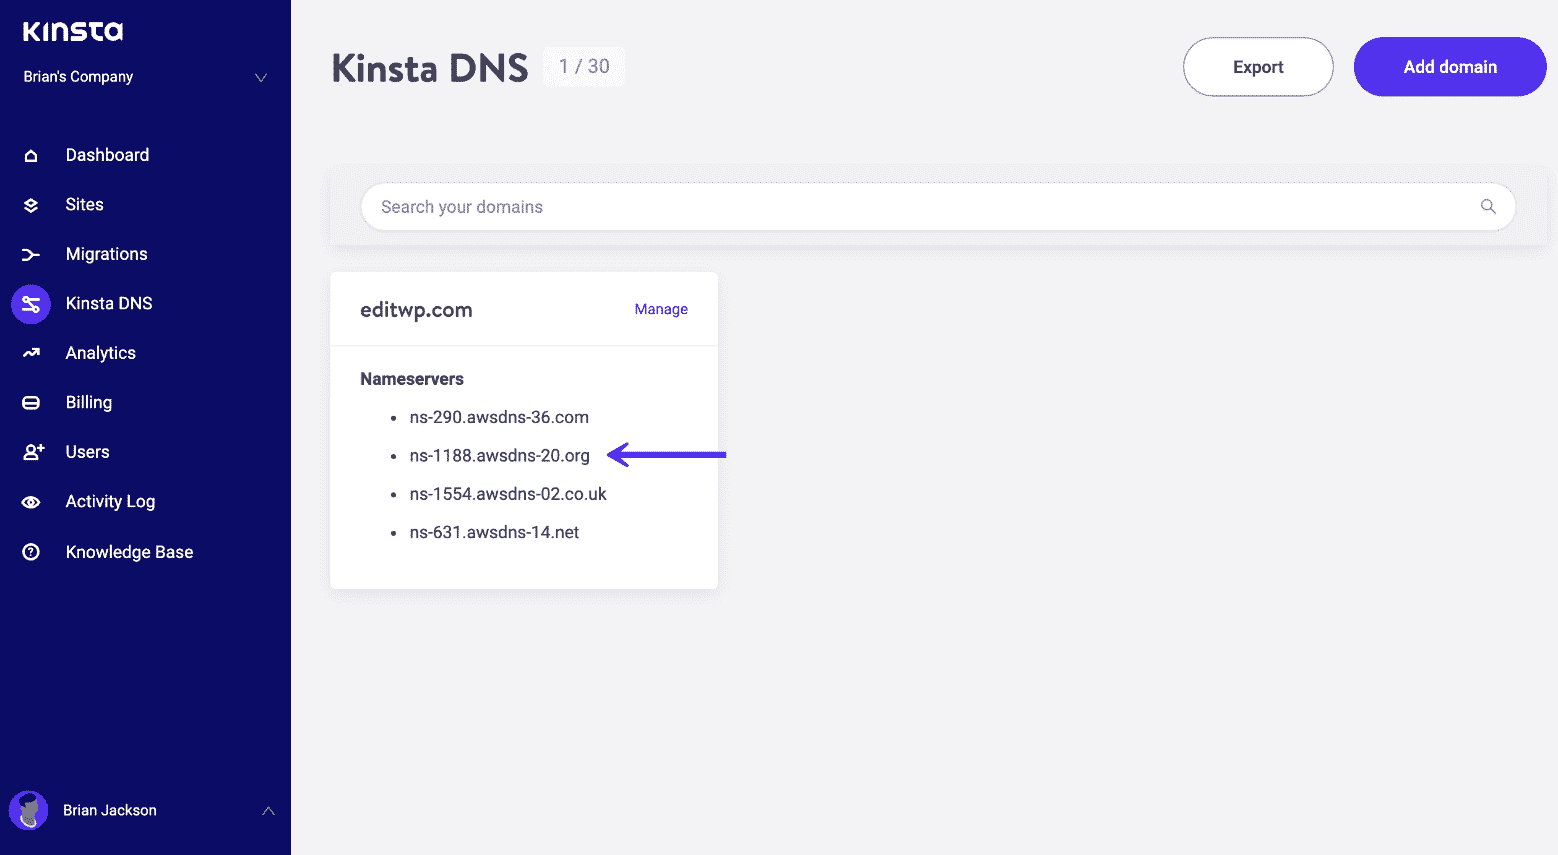 Kinsta
Brian's Company
Dashboard
Sites
Migrations
Kinsta DNS
Analytics
Billing
Users
Activity Log
Knowledge Base
Brian Jackson
Kinsta DNS 1 / 30
Export
Add domain
Search your domains
editwp.com Manage
Nameservers
• ns-290.awsdns-36.com
• ns-1188.awsdns-20.org
• ns-1554.awsdns-02.co.uk
• ns-631.awsdns-14.net